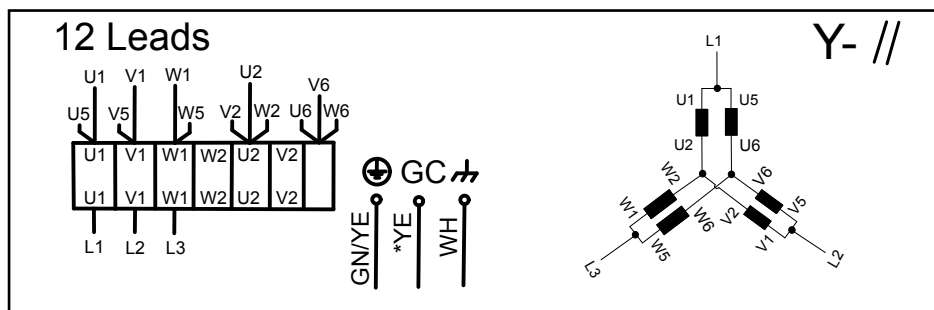 12 Leads
Y- //
U1 V1 W1 U2 V6
U5 V5 W5 V2 W2 U6 W6
U1 V1 W1 W2 U2 V2
U1 V1 W1 W2 U2 V2
L1 L2 L3
GC
GN/YE
*YE
WH
L1
U1 U5
U2 U6
W2 V6
W1 W6 V2 V5
W5 V1
L3 L2